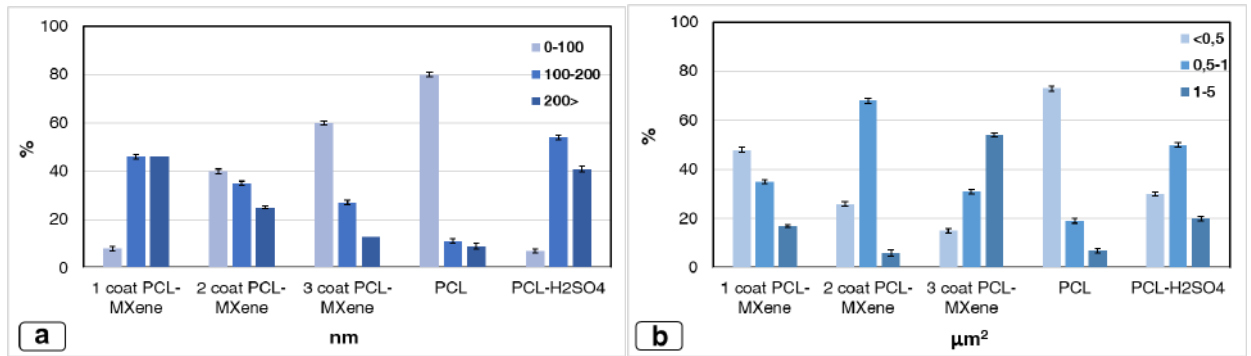 100
80
60
40
20
0
%
0-100
100-200
200>
1 coat PCL-
MXene
2 coat PCL-
MXene
3 coat PCL-
MXene
PCL
PCL-H2SO4
nm
a
100
80
60
40
20
0
%
<0,5
0,5-1
1-5
1 coat PCL-
MXene
2 coat PCL-
MXene
3 coat PCL-
MXene
PCL
PCL-H2SO4
µm²
b